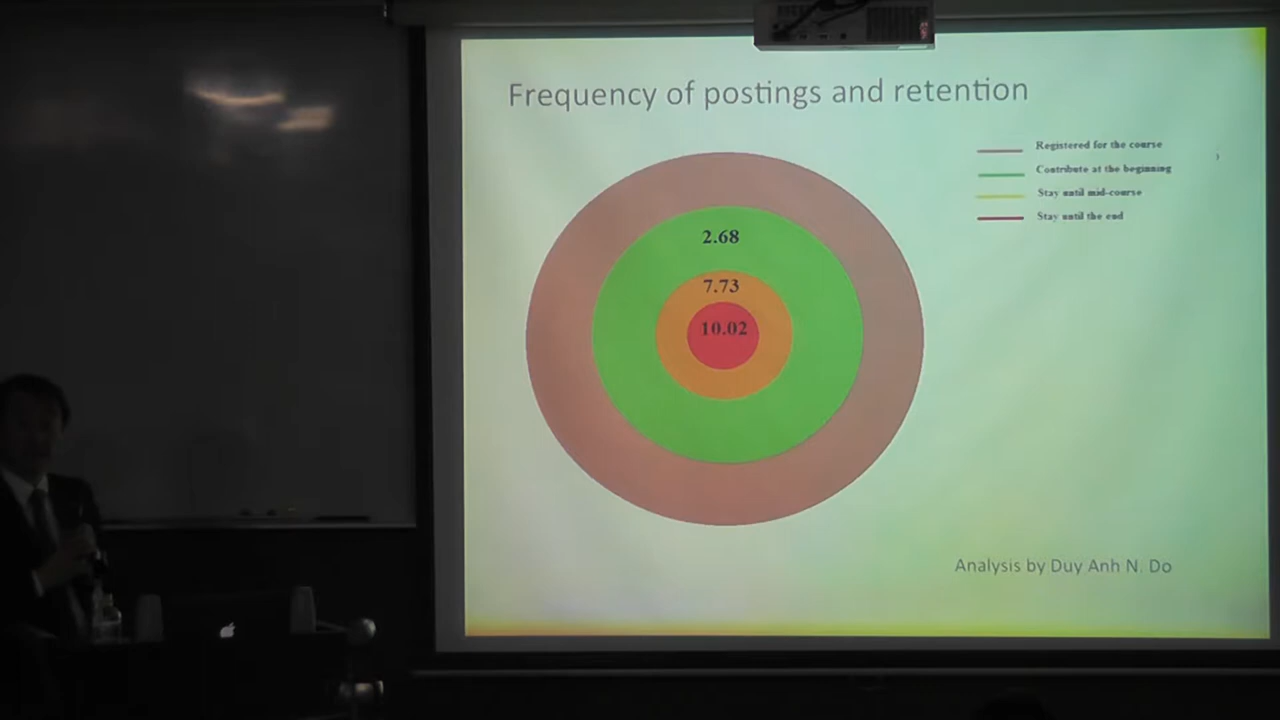 Frequency of postings and retention
Registered for the course
Contribute at the beginning
Stay until mid-course
Stay until the end
2.68
7.73
10.02
Analysis by Duy Anh N. Do